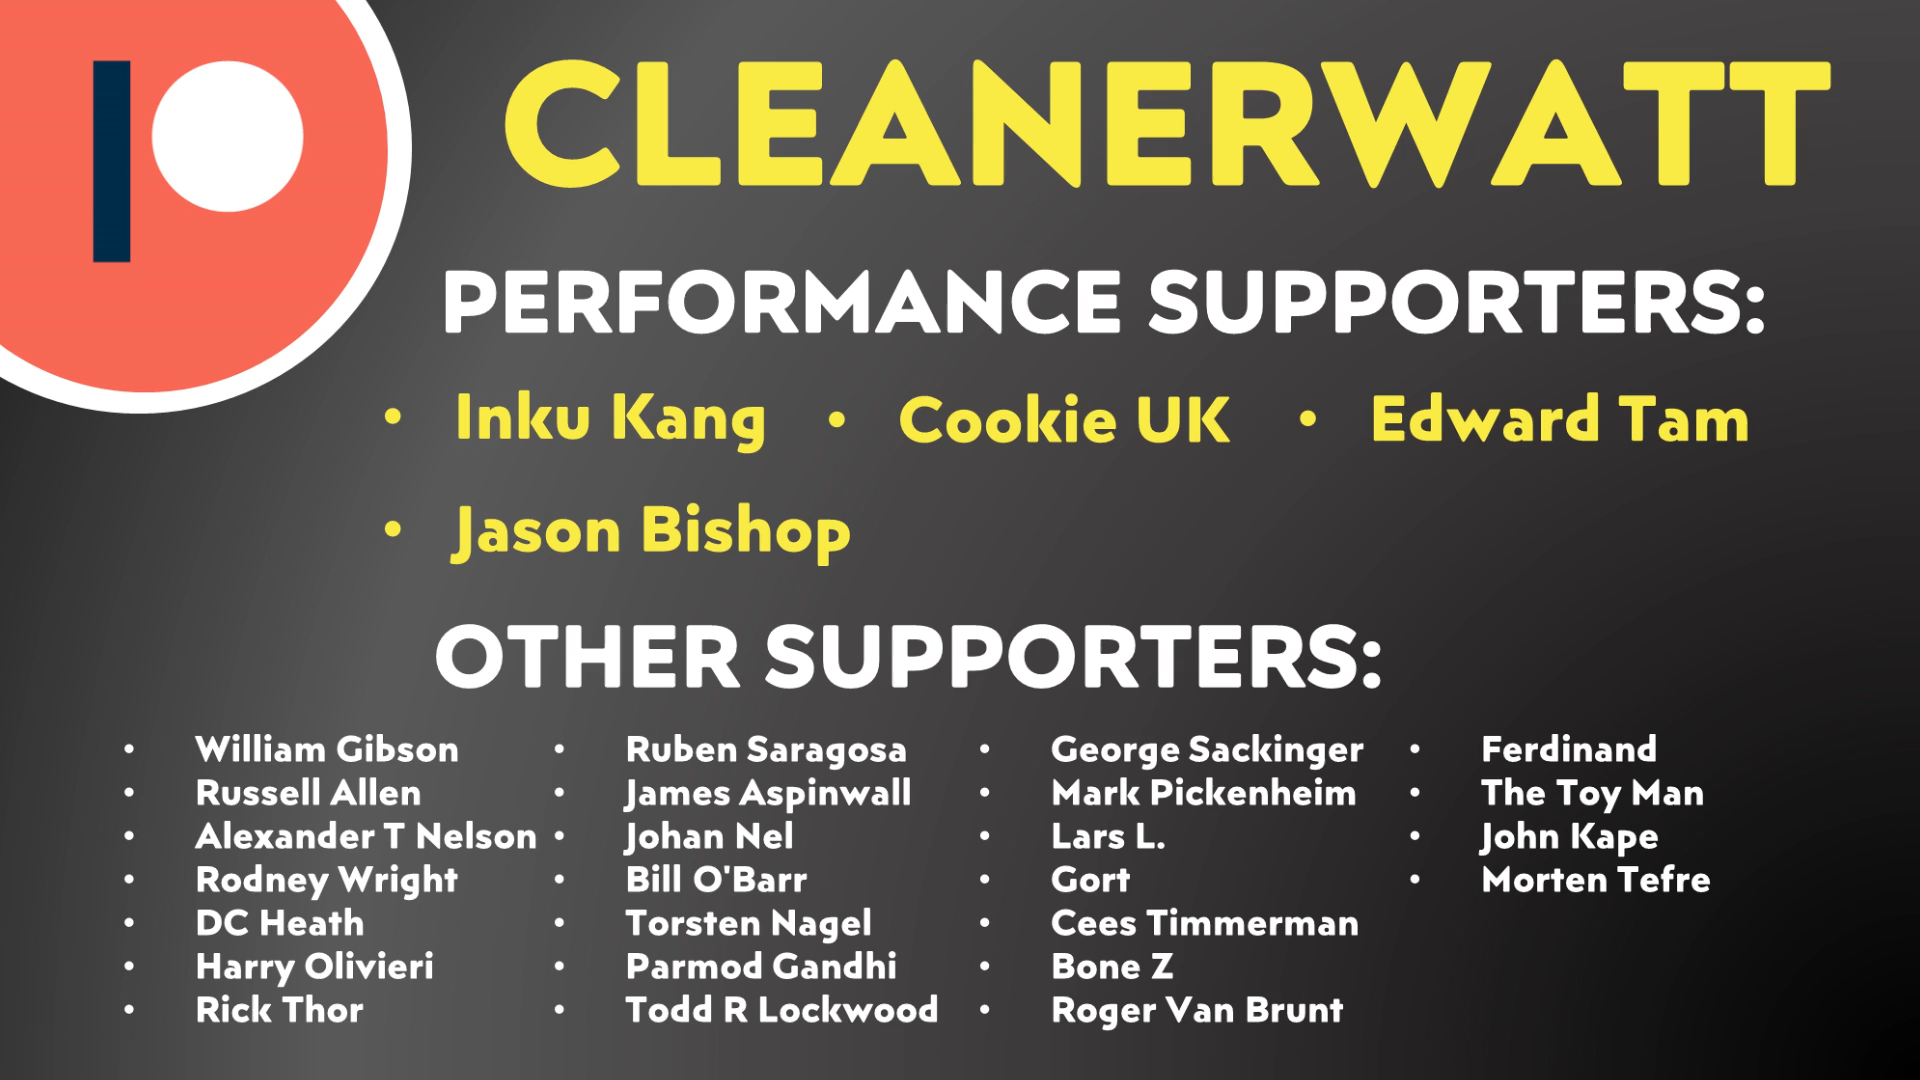 CLEANERWATT
PERFORMANCE SUPPORTERS:
• Inku Kang • Cookie UK • Edward Tam
• Jason Bishop
OTHER SUPPORTERS:
• William Gibson
• Russell Allen
• Alexander T Nelson
• Rodney Wright
• DC Heath
• Harry Olivieri
• Rick Thor
• Ruben Saragosa
• James Aspinwall
• Johan Nel
• Bill O'Barr
• Torsten Nagel
• Parmod Gandhi
• Todd R Lockwood
• George Sackinger
• Mark Pickenheim
• Lars L.
• Gort
• Cees Timmerman
• Bone Z
• Roger Van Brunt
• Ferdinand
• The Toy Man
• John Kape
• Morten Tefre